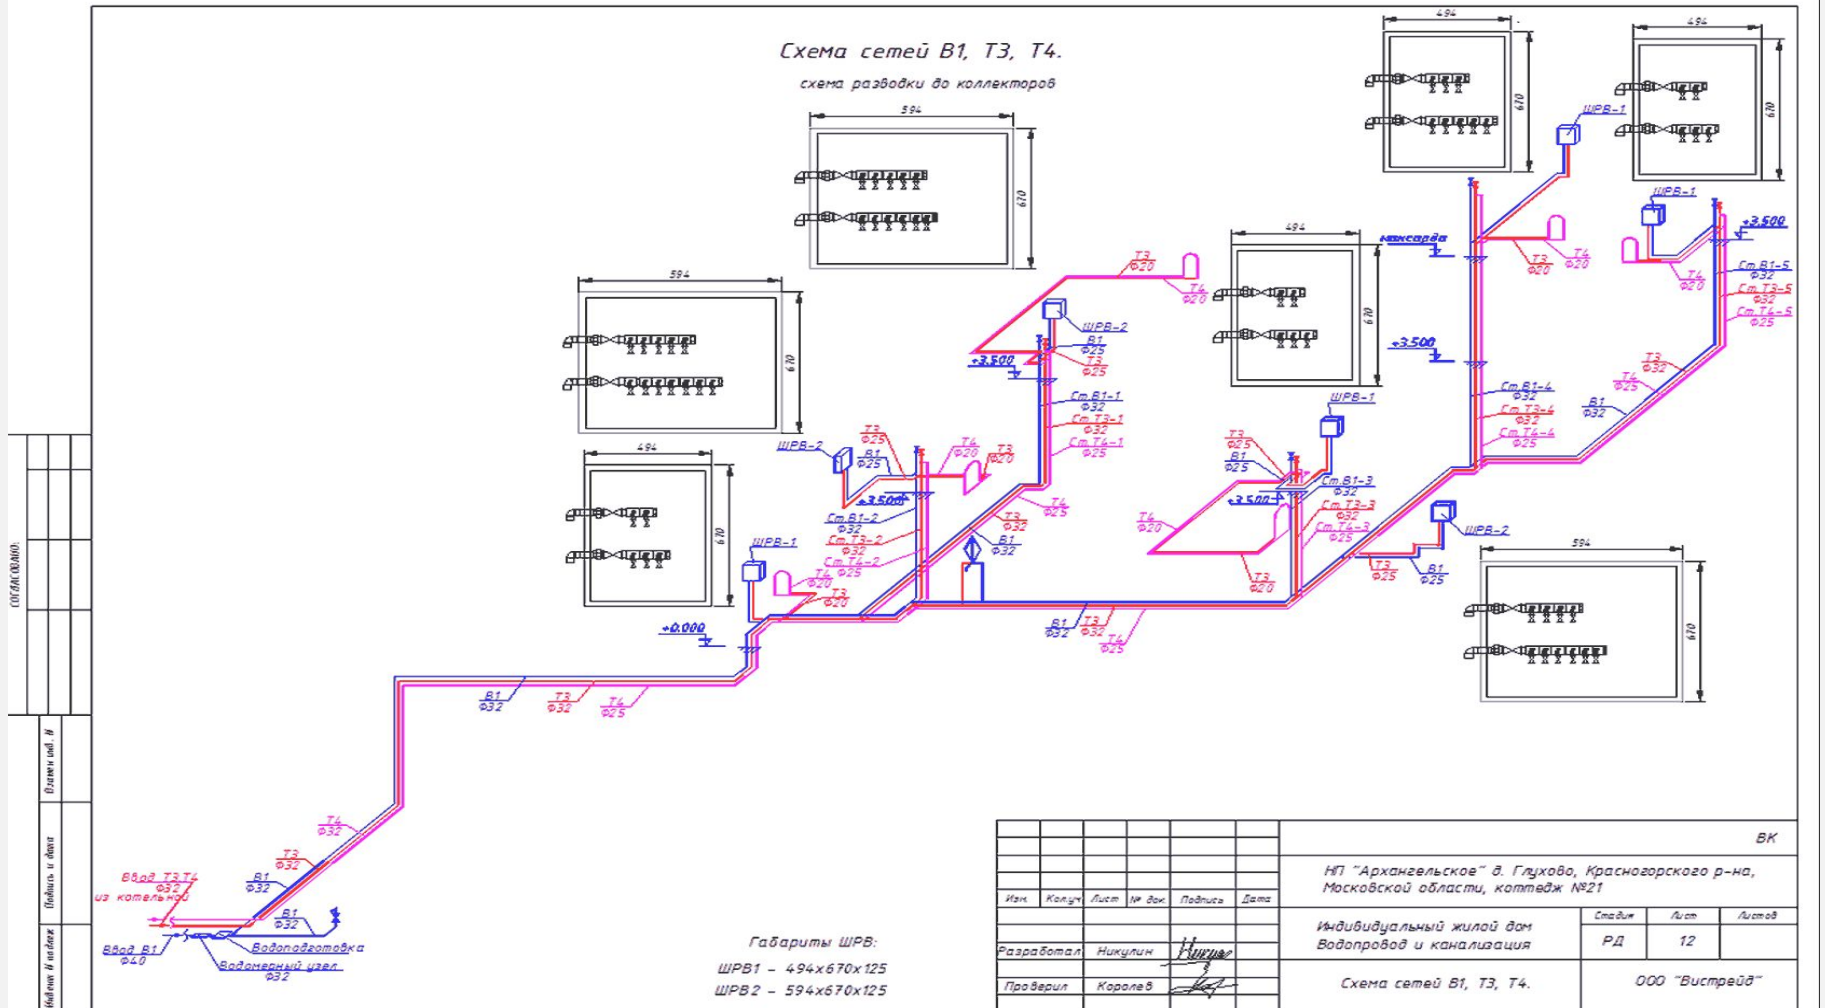 Схема сетей В1, Т3, Т4.
схема разводки до коллекторов
594
670
594
670
494
670
494
670
494
670
494
670
594
670
ШРВ-1
ШРВ-1
мансарда
+3.500
Т3
Ф20
Т4
Ф20
Т4
Ф20
+3.500
Ст.В1-5
Ф32
Ст.Т3-5
Ф32
Ст.Т4-5
Ф25
Т3
Ф20
Т4
Ф20
ШРВ-2
В1
Ф25
Т3
Ф25
+3.500
Ст.В1-1
Ф32
Ст.Т3-1
Ф32
Ст.Т4-1
Ф25
Т3
Ф32
Т4
Ф25
В1
Ф32
Ст.В1-4
Ф32
Ст.Т3-4
Ф32
Ст.Т4-4
Ф25
ШРВ-1
Т3
Ф25
В1
Ф25
+3.500
Ст.В1-3
Ф32
Ст.Т3-3
Ф32
Ст.Т4-3
Ф25
Т4
Ф20
Т3
Ф20
ШРВ-2
Т3
Ф25
В1
Ф25
ШРВ-2
Т3
Ф25
В1
Ф25
Т4
Ф20
Т3
Ф20
+3.500
Ст.В1-2
Ф32
Ст.Т3-2
Ф32
Ст.Т4-2
Ф25
Т4
Ф25
Т3
Ф32
В1
Ф32
ШРВ-1
Т4
Ф20
Т3
Ф20
+0.000
В1
Ф32
Т3
Ф32
Т4
Ф25
В1
Ф32
Т3
Ф32
Т4
Ф25
Т4
Ф32
Т3
Ф32
В1
Ф32
Ввод Т3,Т4
Ф32
из котельной
В1
Ф32
Ввод В1
Ф40
Водоподготовка
Водомерный узел
Ф32
Габариты ШРВ:
ШРВ1 - 494х670х125
ШРВ2 - 594х670х125
СОГЛАСОВАНО:
Взамен инд. N
Подпись и дата
ВК
НП "Архангельское" д. Глухово, Красногорского р-на,
Московской области, коттедж №21
Изм. Кол.уч Лист № док. Подпись Дата
Индивидуальный жилой дом
Водопровод и канализация
Стадия Лист Листов
РД 12
Разработал Никулин
Проверил Королев
Схема сетей В1, Т3, Т4.
ООО "Вистрейд"